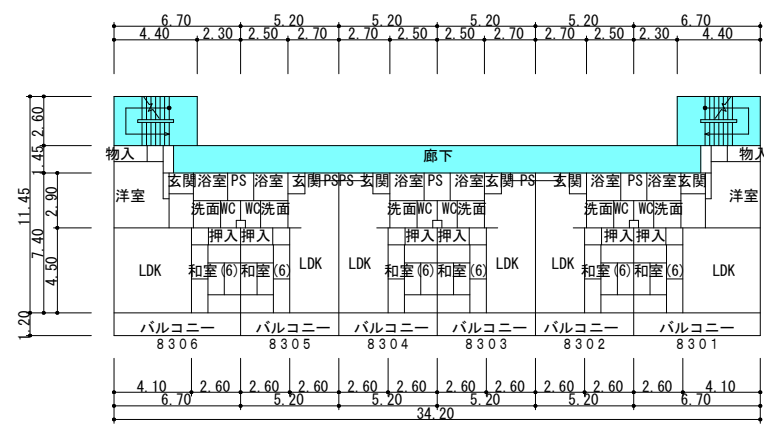 6.70 5.20 5.20 5.20 5.20 6.70
4.40 2.30 2.50 2.70 2.70 2.50 2.50 2.70 2.70 2.50 2.30 4.40
2.60
1.45
11.45
2.90
7.40
4.50
1.20
廊下
物入 物入
玄関 浴室 PS 浴室 玄関 PS PS 玄関 浴室 PS 浴室 玄関 PS 玄関 浴室 PS 浴室 玄関
洋室 洋室
洗面 WC WC 洗面 洗面 WC WC 洗面 洗面 WC WC 洗面
押入 押入 押入 押入 押入 押入
LDK 和室(6) 和室(6) LDK LDK 和室(6) 和室(6) LDK LDK 和室(6) 和室(6) LDK
バルコニー バルコニー バルコニー バルコニー バルコニー バルコニー
8306 8305 8304 8303 8302 8301
4.10 2.60 2.60 2.60 2.60 2.60 2.60 2.60 2.60 2.60 2.60 4.10
6.70 5.20 5.20 5.20 5.20 6.70
34.20